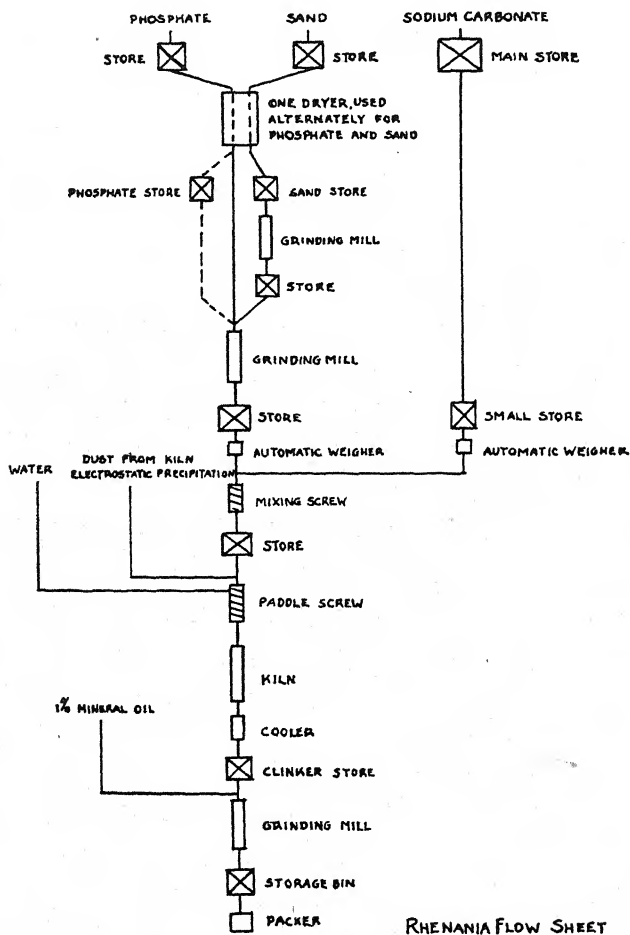 PHOSPHATE SAND SODIUM CARBONATE
STORE STORE MAIN STORE
ONE DRYER, USED
ALTERNATELY FOR
PHOSPHATE AND SAND
PHOSPHATE STORE SAND STORE
GRINDING MILL
STORE
GRINDING MILL
STORE SMALL STORE
AUTOMATIC WEIGHER AUTOMATIC WEIGHER
DUST FROM KILN
ELECTROSTATIC PRECIPITATION
WATER
MIXING SCREW
STORE
PADDLE SCREW
KILN
1% MINERAL OIL
COOLER
CLINKER STORE
GRINDING MILL
STORAGE BIN
PACKER
RHENANIA FLOW SHEET